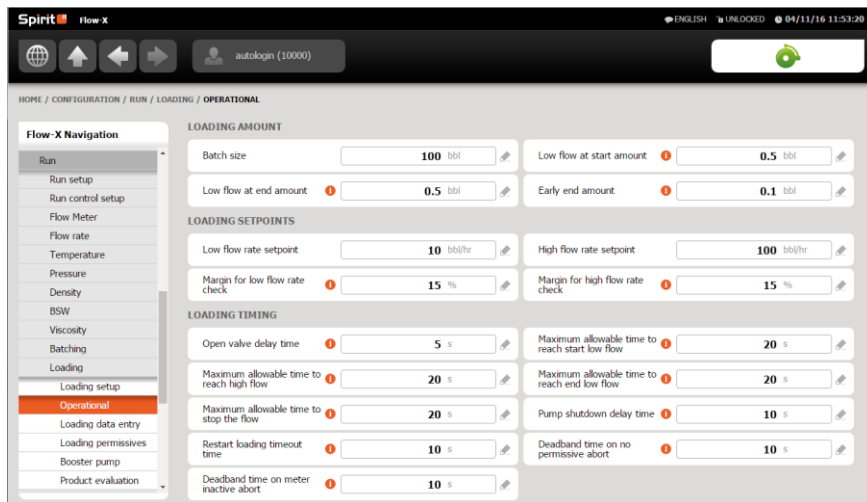 Spirit Flow-X
ENGLISH UNLOCKED 04/11/16 11:53:20
autologin (10000)
HOME / CONFIGURATION / RUN / LOADING / OPERATIONAL
Flow-X Navigation
Run
Run setup
Run control setup
Flow Meter
Flow rate
Temperature
Pressure
Density
BSW
Viscosity
Batching
Loading
Loading setup
Operational
Loading data entry
Loading permissives
Booster pump
Product evaluation
LOADING AMOUNT
Batch size 100 bbl
Low flow at start amount 0.5 bbl
Low flow at end amount 0.5 bbl
Early end amount 0.1 bbl
LOADING SETPOINTS
Low flow rate setpoint 10 bbl/hr
High flow rate setpoint 100 bbl/hr
Margin for low flow rate
check 15 %
Margin for high flow rate
check 15 %
LOADING TIMING
Open valve delay time 5 s
Maximum allowable time to
reach start low flow 20 s
Maximum allowable time to
reach high flow 20 s
Maximum allowable time to
reach end low flow 20 s
Maximum allowable time to
stop the flow 20 s
Pump shutdown delay time 10 s
Restart loading timeout
time 10 s
Deadband time on no
permissive abort 10 s
Deadband time on meter
inactive abort 10 s